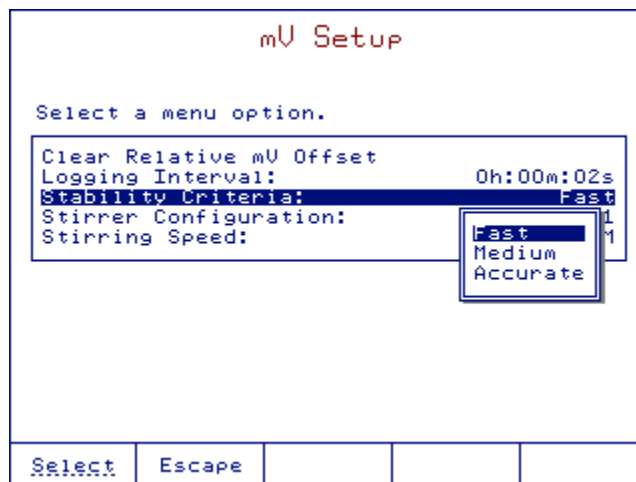 mV Setup
Select a menu option.
Clear Relative mV Offset
Logging Interval: 0h:00m:02s
Stability Criteria: Fast
Stirrer Configuration: 1
Stirring Speed: M
Fast
Medium
Accurate
Select Escape